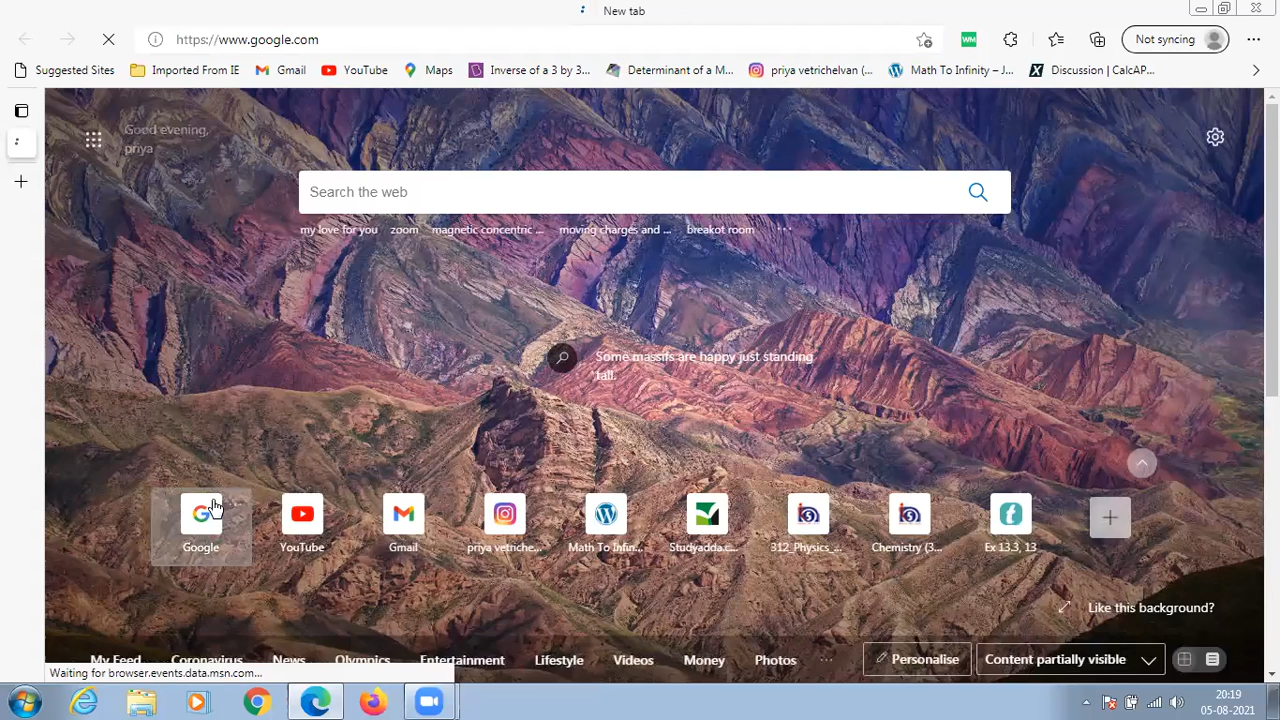 New tab
https://www.google.com
Not syncing
Suggested Sites
Imported From IE
Gmail
YouTube
Maps
Inverse of a 3 by 3...
Determinant of a M...
priya vetrichelvan (...
Math To Infinity – J...
Discussion | CalcAP...
Good evening,
priya
Search the web
my love for you
zoom
magnetic concentric ...
moving charges and ...
breakot room
...
Some massifs are happy just standing
tall.
Google
YouTube
Gmail
priya vetriche...
Math To Infin...
Studyadda.c...
312_Physics_...
Chemistry (3...
Ex 13.3, 13
Like this background?
My Feed
Coronavirus
News
Olympics
Entertainment
Lifestyle
Videos
Money
Photos
...
Personalise
Content partially visible
Waiting for browser.events.data.msn.com...
20:19
05-08-2021